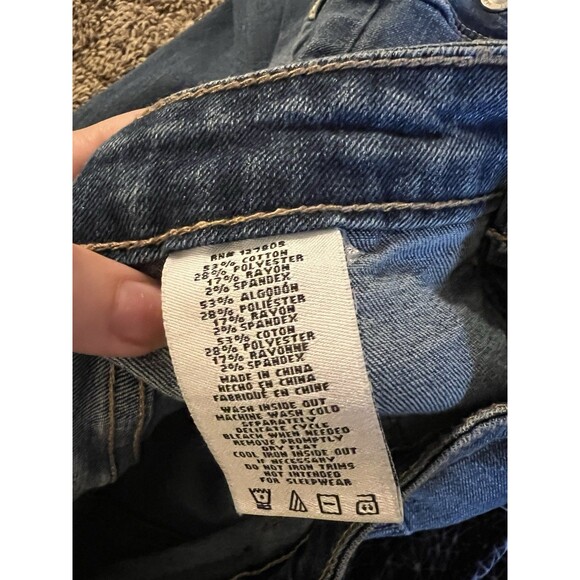 RN# 137809
53% COTTON
28% POLYESTER
17% RAYON
2% SPANDEX
53% ALGODÓN
28% POLIÉSTER
17% RAYON
2% SPANDEX
53% COTON
28% POLYESTER
17% RAYONNE
2% SPANDEX
MADE IN CHINA
HECHO EN CHINA
FABRIQUÉ EN CHINE
WASH INSIDE OUT
MACHINE WASH COLD
SEPARATELY
DELICATE CYCLE
BLEACH WHEN NEEDED
REMOVE PROMPTLY
DRY FLAT
COOL IRON INSIDE OUT
IF NECESSARY
DO NOT IRON TRIMS
NOT INTENDED
FOR SLEEPWEAR